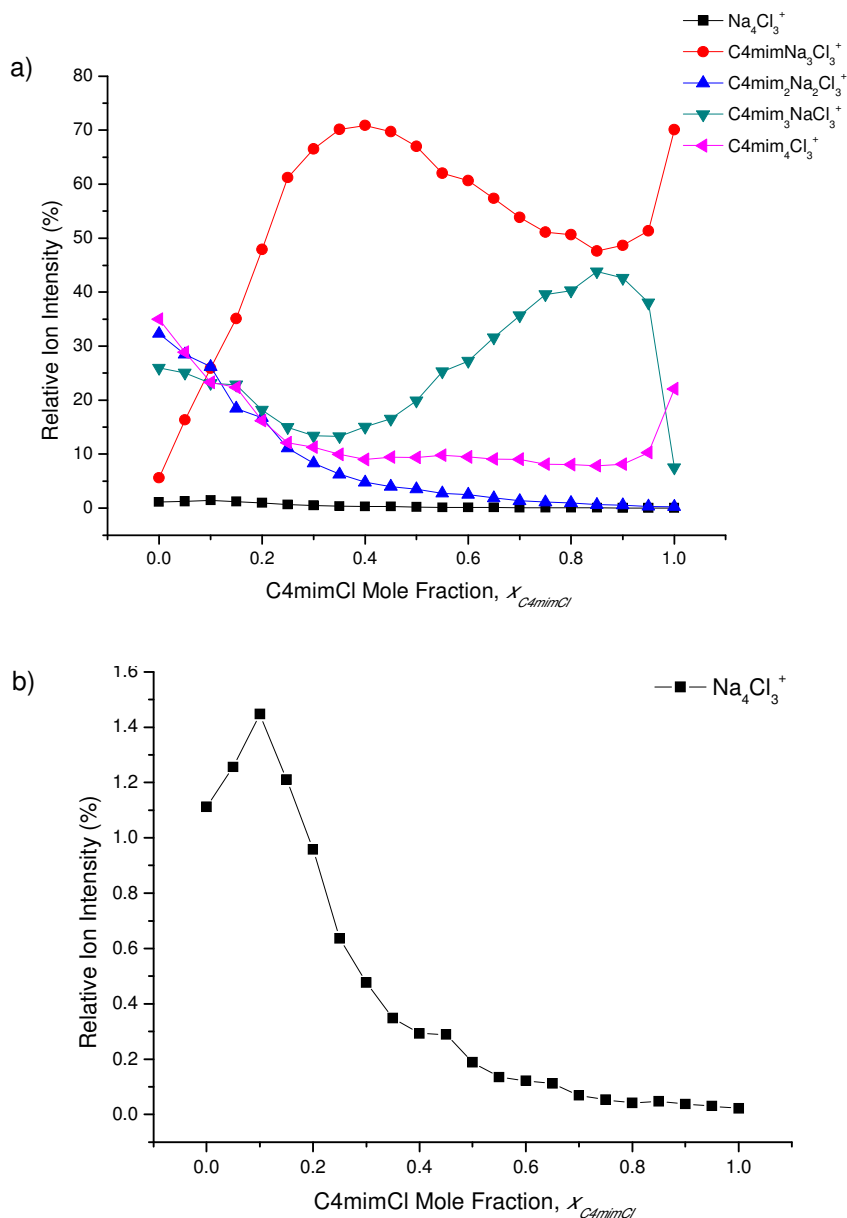 a)
Na₄Cl₃⁺
C4mimNa₃Cl₃⁺
C4mim₂Na₂Cl₃⁺
C4mim₃NaCl₃⁺
C4mim₄Cl₃⁺
80
70
60
50
40
30
20
10
0
Relative Ion Intensity (%)
0.0 0.2 0.4 0.6 0.8 1.0
C4mimCl Mole Fraction, x_C4mimCl
b)
Na₄Cl₃⁺
1.6
1.4
1.2
1.0
0.8
0.6
0.4
0.2
0.0
Relative Ion Intensity (%)
0.0 0.2 0.4 0.6 0.8 1.0
C4mimCl Mole Fraction, x_C4mimCl